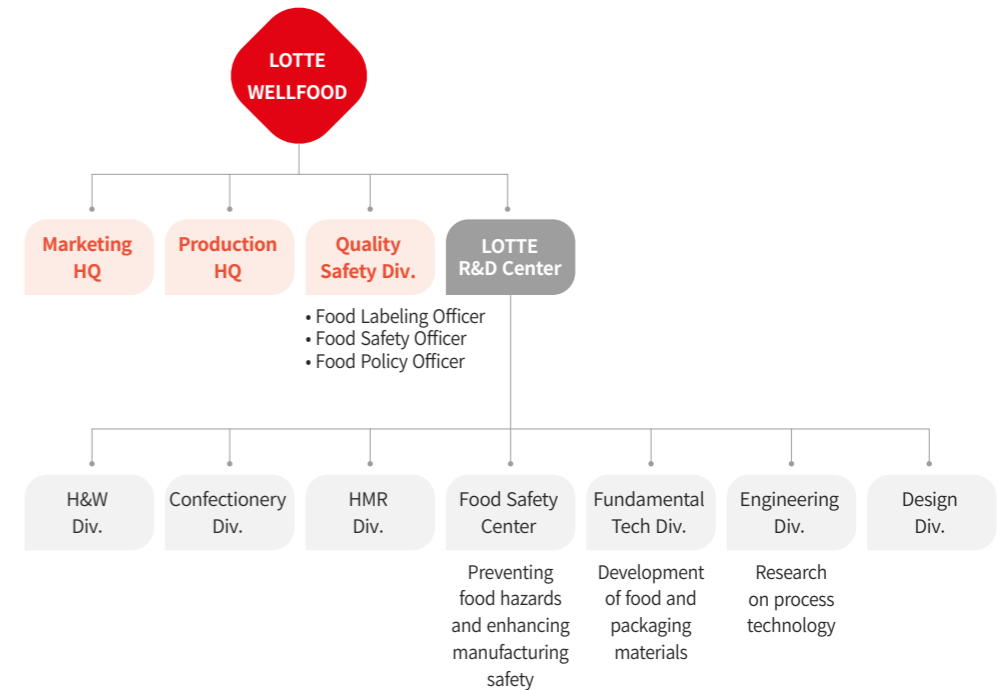 LOTTE
WELLFOOD
Marketing
HQ
Production
HQ
Quality
Safety Div.
LOTTE
R&D Center
• Food Labeling Officer
• Food Safety Officer
• Food Policy Officer
H&W
Div.
Confectionery
Div.
HMR
Div.
Food Safety
Center
Fundamental
Tech Div.
Engineering
Div.
Design
Div.
Preventing
food hazards
and enhancing
manufacturing
safety
Development
of food and
packaging
materials
Research
on process
technology